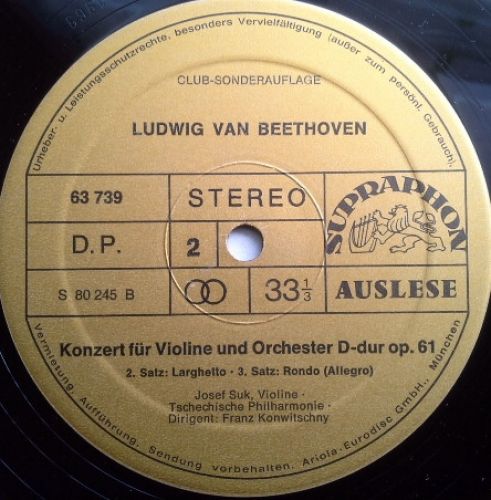 Urheber- u. Leistungsschutzrechte, besonders Vervielfältigung (außer zum persönl. Gebrauch),
CLUB-SONDERAUFLAGE
LUDWIG VAN BEETHOVEN
63 739
STEREO
SUPRAPHON
D.P.
2
S 80 245 B
33 1/3
AUSLESE
Konzert für Violine und Orchester D-dur op. 61
2. Satz: Larghetto · 3. Satz: Rondo (Allegro)
Josef Suk, Violine ·
Tschechische Philharmonie ·
Dirigent: Franz Konwitschny
Vermietung, Aufführung, Sendung vorbehalten. Ariola-Eurodisc GmbH., München